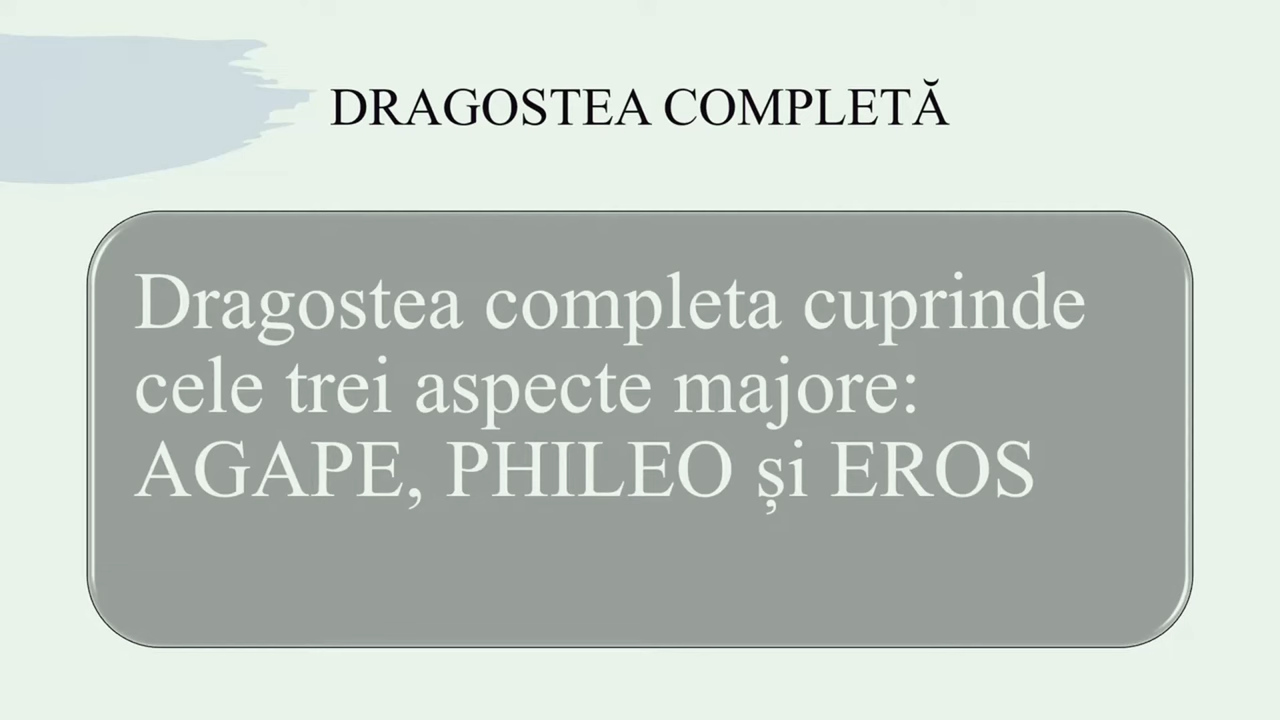 DRAGOSTEA COMPLETĂ
Dragostea completa cuprinde
cele trei aspecte majore:
AGAPE, PHILEO și EROS